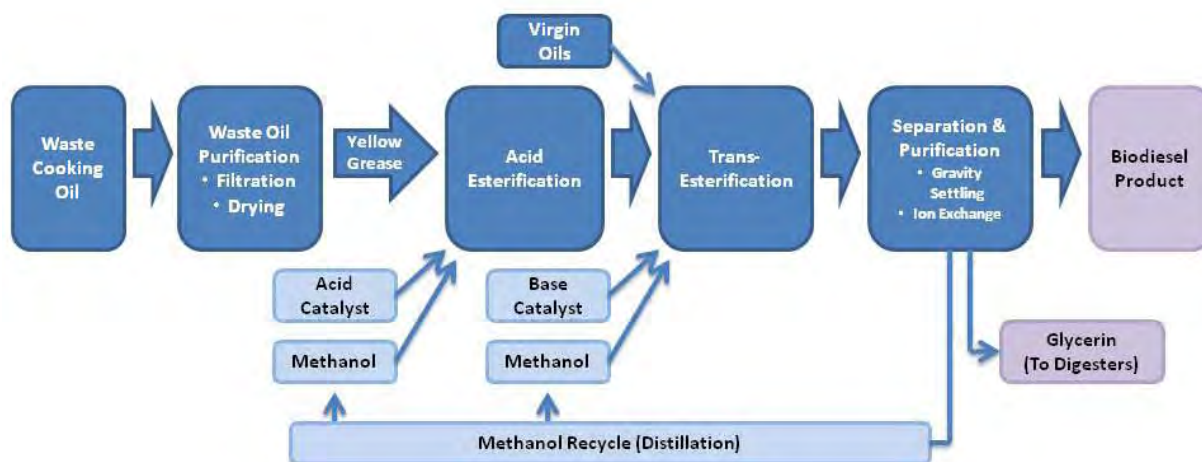 Virgin
Oils
Waste
Cooking
Oil
Waste Oil
Purification
• Filtration
• Drying
Yellow
Grease
Acid
Esterification
Trans-
Esterification
Separation &
Purification
• Gravity
Settling
• Ion Exchange
Biodiesel
Product
Acid
Catalyst
Methanol
Base
Catalyst
Methanol
Glycerin
(To Digesters)
Methanol Recycle (Distillation)